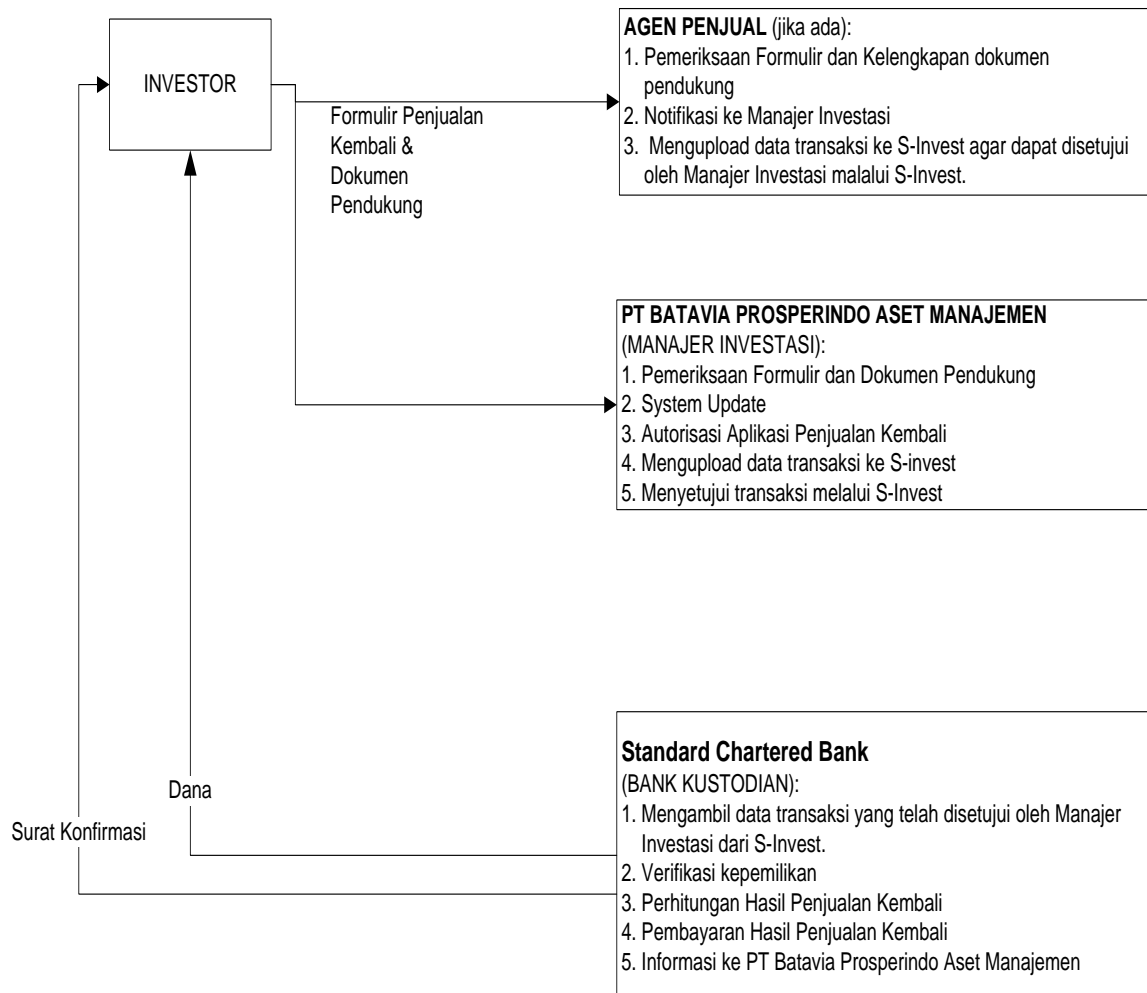 INVESTOR
Formulir Penjualan
Kembali &
Dokumen
Pendukung
AGEN PENJUAL (jika ada):
1. Pemeriksaan Formulir dan Kelengkapan dokumen
pendukung
2. Notifikasi ke Manajer Investasi
3. Mengupload data transaksi ke S-Invest agar dapat disetujui
oleh Manajer Investasi malalui S-Invest.
PT BATAVIA PROSPERINDO ASET MANAJEMEN
(MANAJER INVESTASI):
1. Pemeriksaan Formulir dan Dokumen Pendukung
2. System Update
3. Autorisasi Aplikasi Penjualan Kembali
4. Mengupload data transaksi ke S-invest
5. Menyetujui transaksi melalui S-Invest
Standard Chartered Bank
(BANK KUSTODIAN):
1. Mengambil data transaksi yang telah disetujui oleh Manajer
Investasi dari S-Invest.
2. Verifikasi kepemilikan
3. Perhitungan Hasil Penjualan Kembali
4. Pembayaran Hasil Penjualan Kembali
5. Informasi ke PT Batavia Prosperindo Aset Manajemen
Dana
Surat Konfirmasi